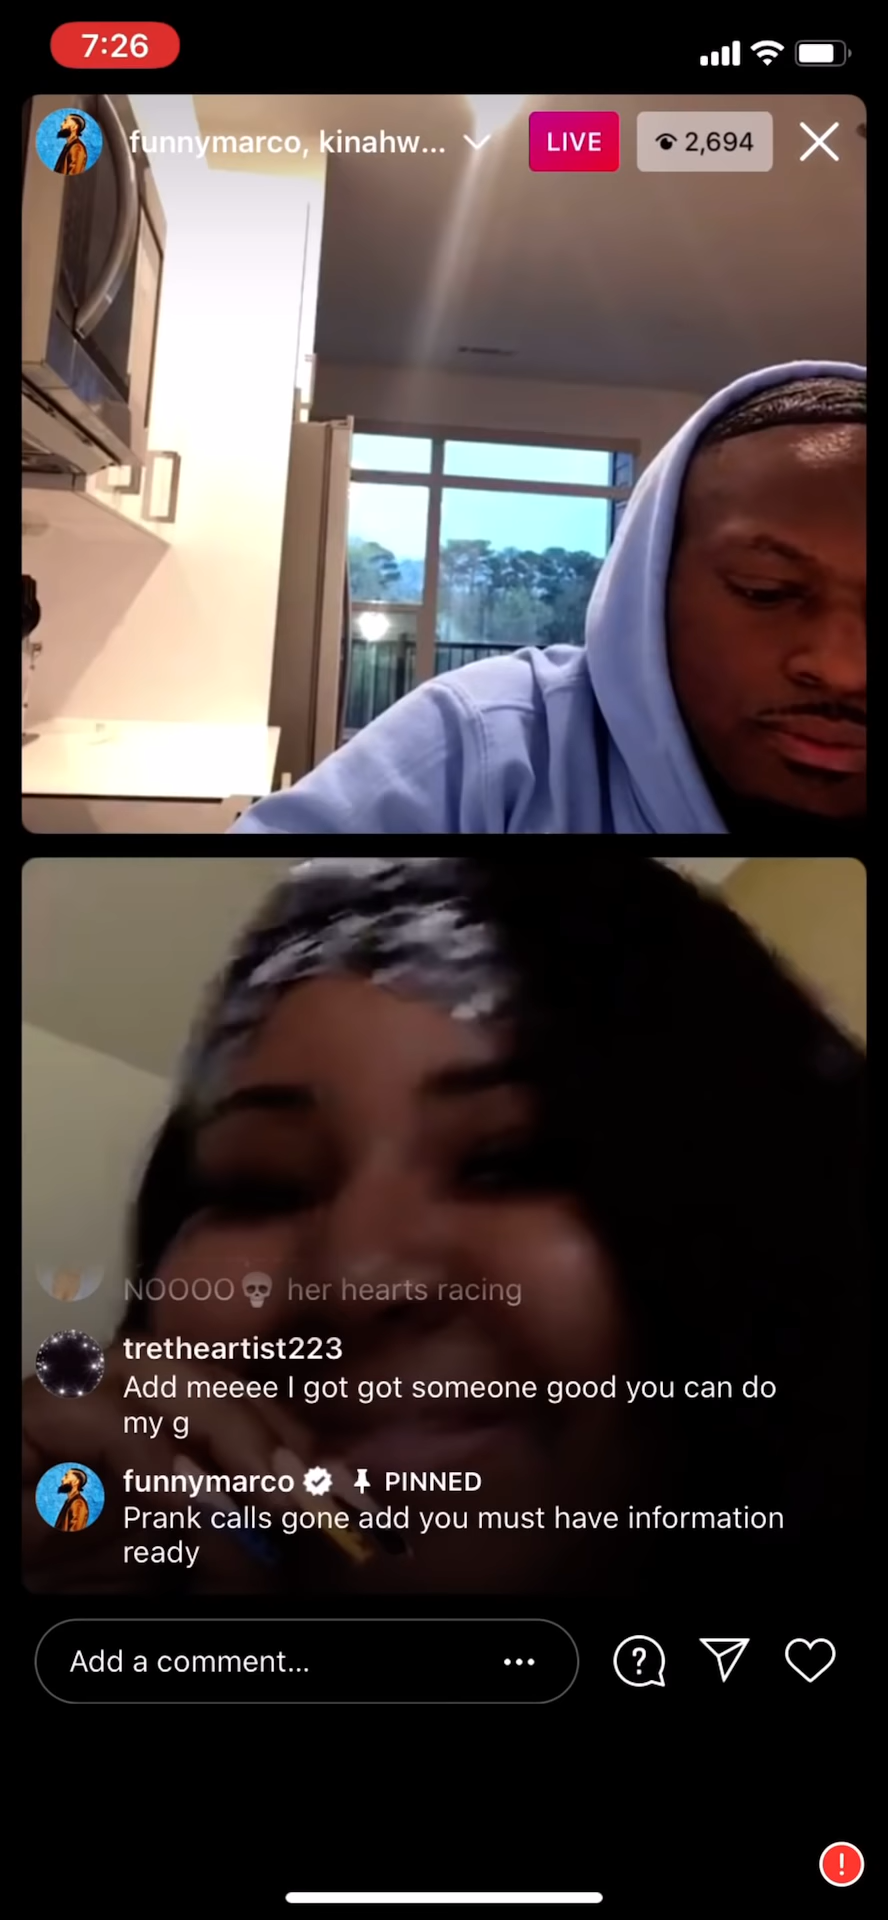 7:26
funnymarco, kinahw...
LIVE
2,694
NOOOO💀 her hearts racing
tretheartist223
Add meeee I got got someone good you can do
my g
funnymarco PINNED
Prank calls gone add you must have information
ready
Add a comment...